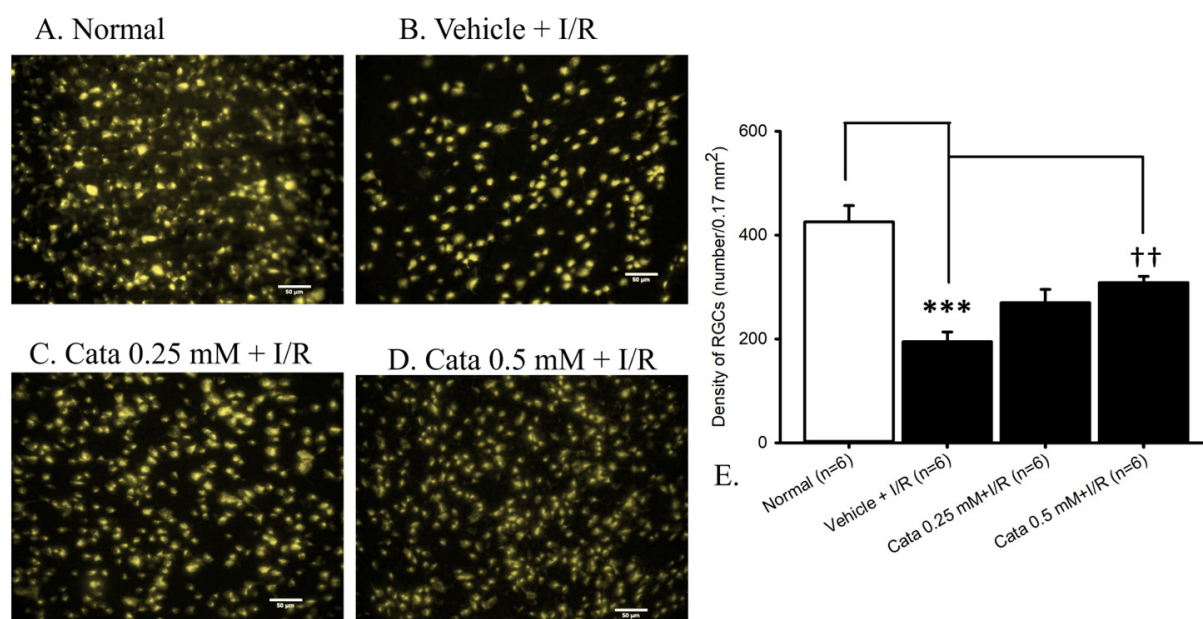 A. Normal
B. Vehicle + I/R
50 µm
50 µm
C. Cata 0.25 mM + I/R
D. Cata 0.5 mM + I/R
50 µm
50 µm
E.
Density of RGCs (number/0.17 mm²)
600
400
200
0
***
††
Normal (n=6)
Vehicle + I/R (n=6)
Cata 0.25 mM+I/R (n=6)
Cata 0.5 mM+I/R (n=6)